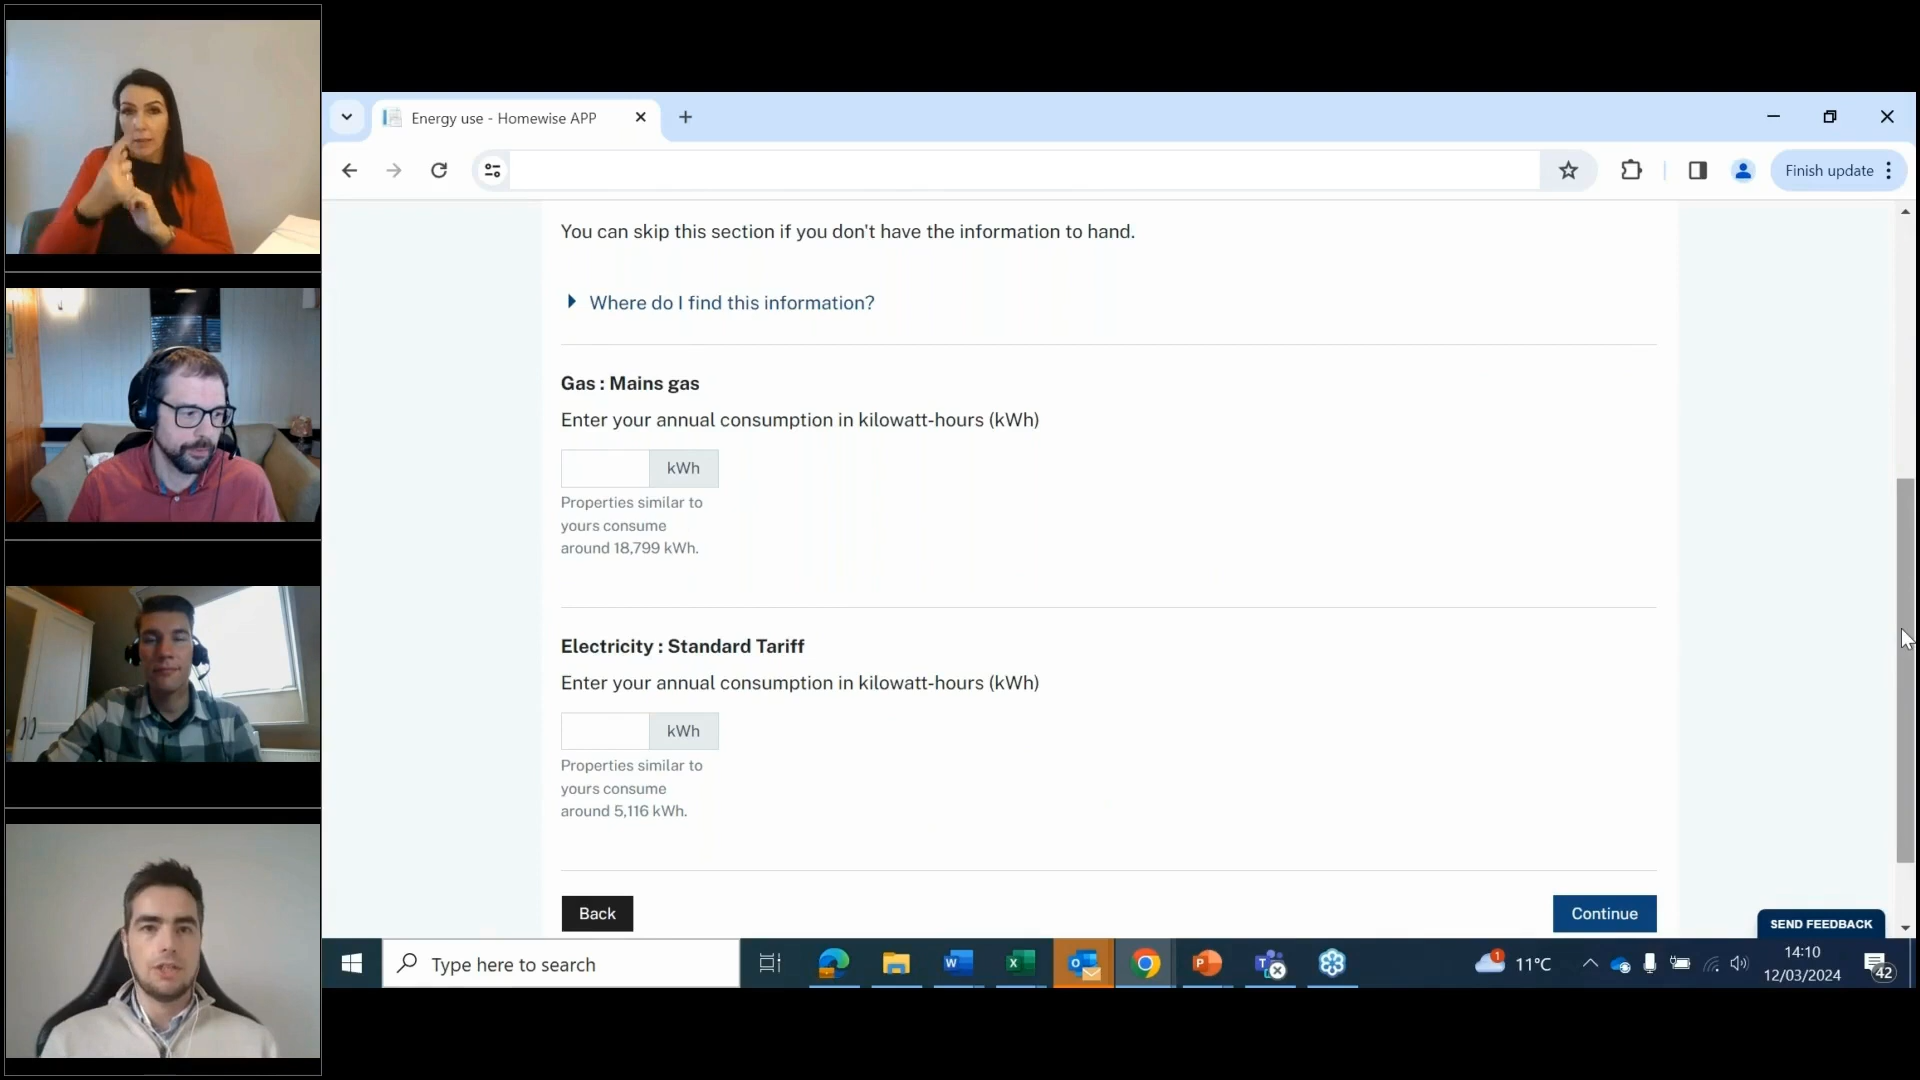 Energy use - Homewise APP
Finish update
You can skip this section if you don't have the information to hand.
Where do I find this information?
Gas : Mains gas
Enter your annual consumption in kilowatt-hours (kWh)
kWh
Properties similar to
yours consume
around 18,799 kWh.
Electricity : Standard Tariff
Enter your annual consumption in kilowatt-hours (kWh)
kWh
Properties similar to
yours consume
around 5,116 kWh.
Back
Continue
SEND FEEDBACK
Type here to search
1
11°C
14:10
12/03/2024
42